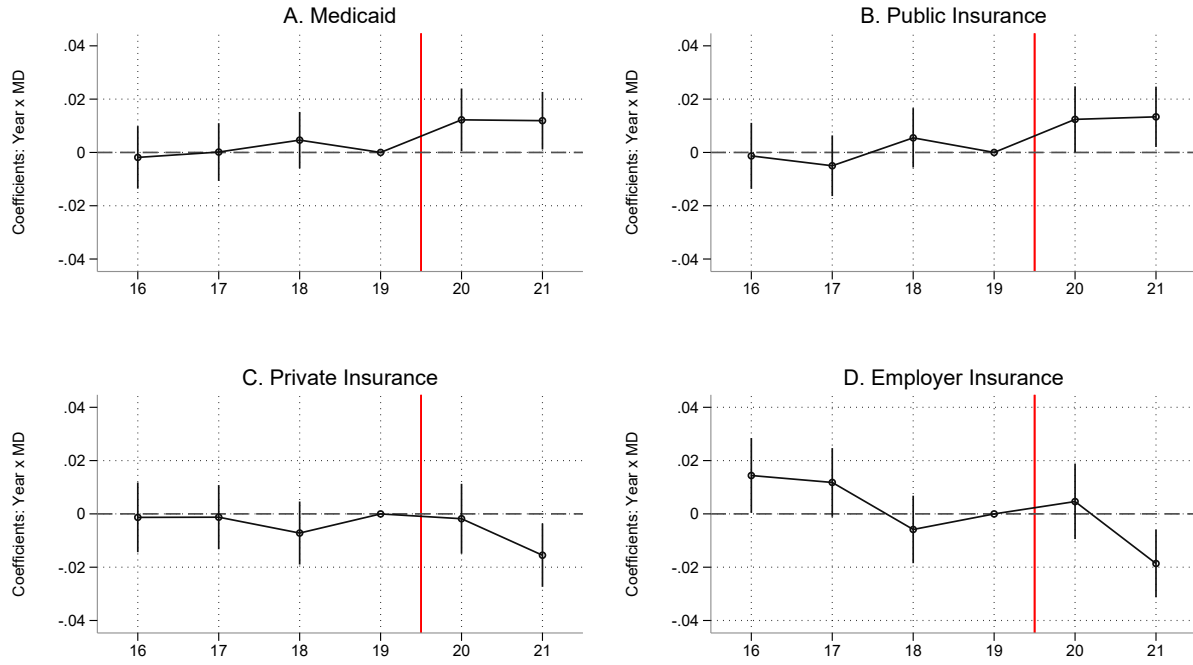 A. Medicaid
Coefficients: Year x MD
.04
.02
0
-.02
-.04
16 17 18 19 20 21
B. Public Insurance
Coefficients: Year x MD
.04
.02
0
-.02
-.04
16 17 18 19 20 21
C. Private Insurance
Coefficients: Year x MD
.04
.02
0
-.02
-.04
16 17 18 19 20 21
D. Employer Insurance
Coefficients: Year x MD
.04
.02
0
-.02
-.04
16 17 18 19 20 21